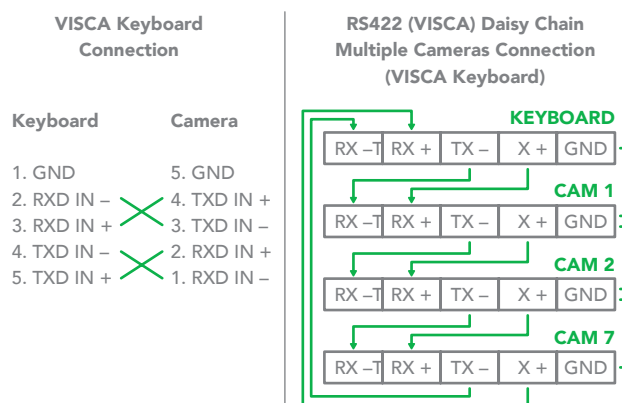 VISCA Keyboard
Connection
Keyboard Camera
1. GND 5. GND
2. RXD IN – 4. TXD IN +
3. RXD IN + 3. TXD IN –
4. TXD IN – 2. RXD IN +
5. TXD IN + 1. RXD IN –
RS422 (VISCA) Daisy Chain
Multiple Cameras Connection
(VISCA Keyboard)
KEYBOARD
RX –T RX + TX – X + GND
CAM 1
RX –T RX + TX – X + GND
CAM 2
RX –T RX + TX – X + GND
CAM 7
RX –T RX + TX – X + GND